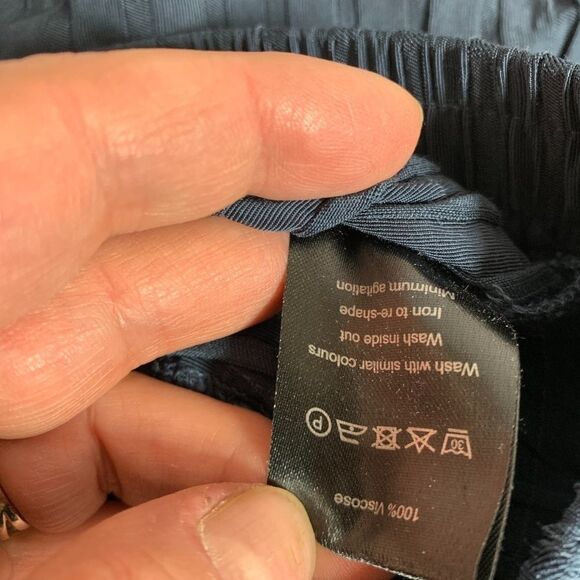 100% Viscose
30 P
Wash with similar colours
Wash inside out
Iron to re-shape
Minimum agitation